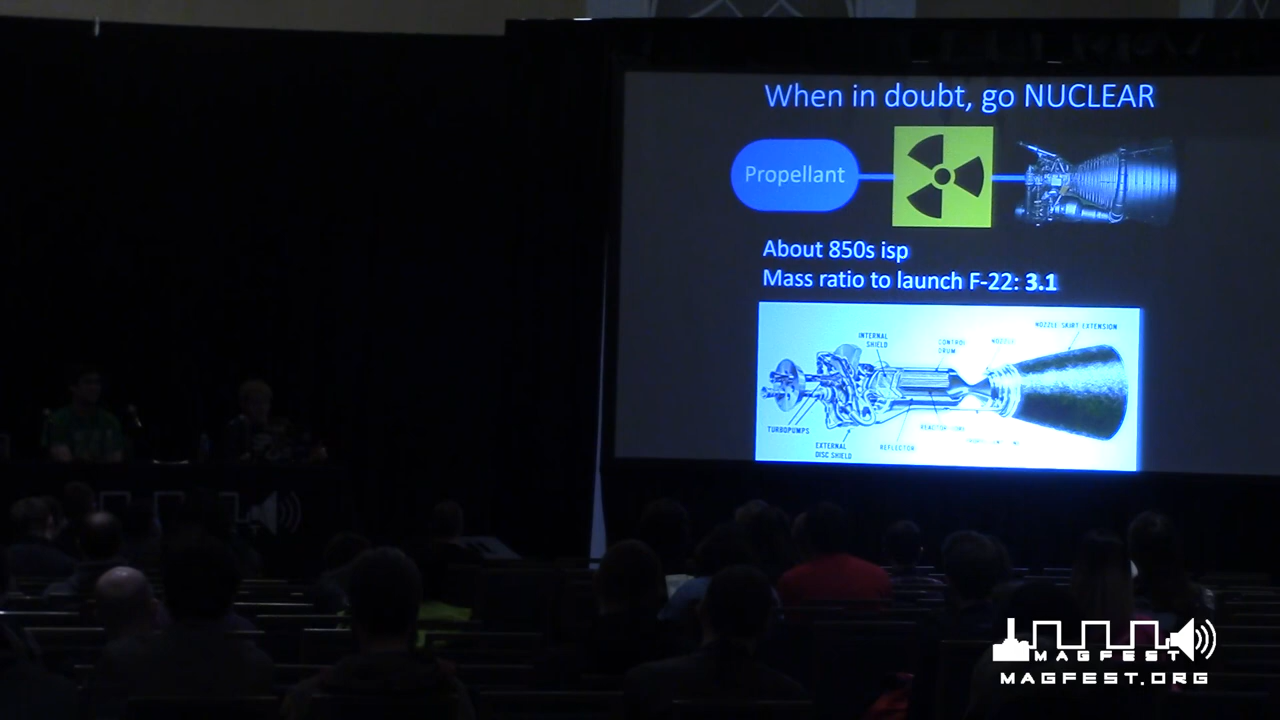 When in doubt, go NUCLEAR
Propellant
About 850s isp
Mass ratio to launch F-22: 3.1
NOZZLE SKIRT EXTENSION
INTERNAL
SHIELD
CONTROL
DRUM
NOZZLE
TURBOPUMPS
EXTERNAL
DISC SHIELD
REFLECTOR
MAGFEST
MAGFEST.ORG